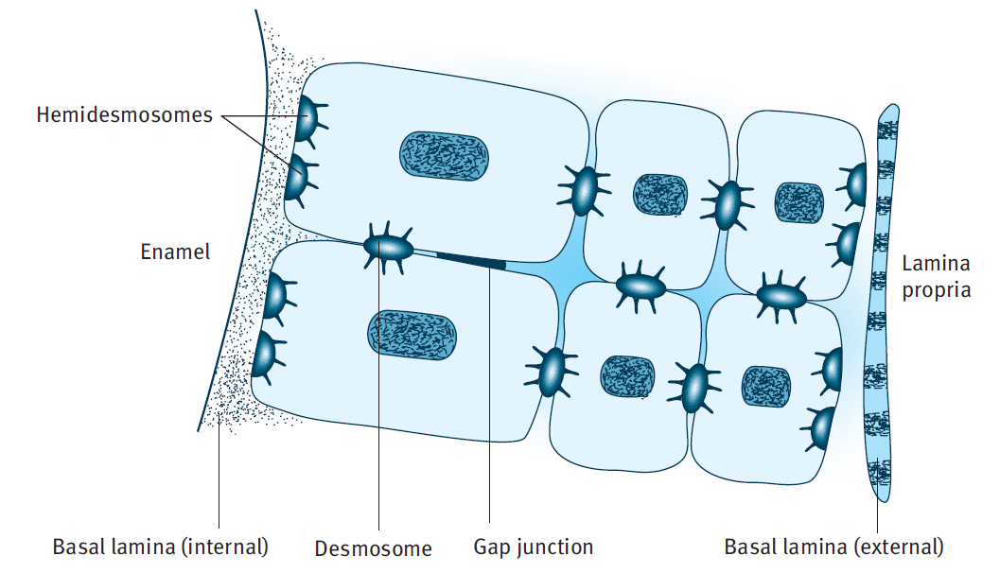 Hemidesmosomes
Enamel
Lamina
propria
Basal lamina (internal)
Desmosome
Gap junction
Basal lamina (external)